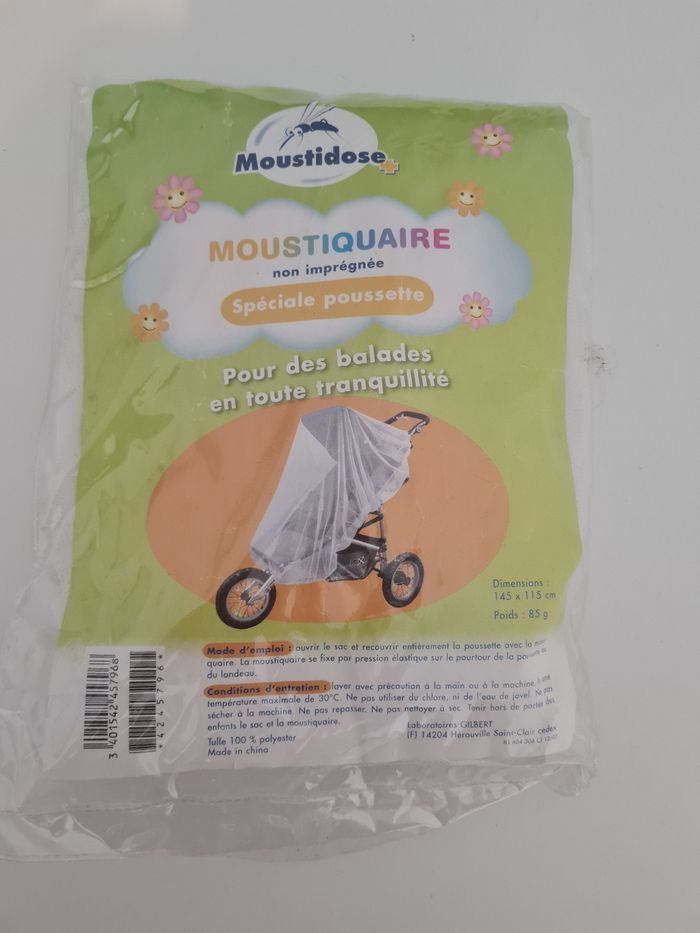 Moustidose
MOUSTIQUAIRE
non imprégnée
Spéciale poussette
Pour des balades
en toute tranquillité
Dimensions :
145 x 115 cm
Poids : 85 g
Mode d'emploi : ouvrir le sac et recouvrir entièrement la poussette avec la
quaire. La moustiquaire se fixe par pression élastique sur le pourtour de la
du landeau.
Conditions d'entretien : laver avec précaution à la main ou à la machine, à une
température maximale de 30°C. Ne pas utiliser du chlore, ni de l'eau de javel. Ne pas
sécher à la machine. Ne pas repasser. Ne pas nettoyer à sec. Tenir hors de portée des
enfants le sac et la moustiquaire.
Tulle 100 % polyester
Made in china
Laboratoires GILBERT
(F) 14204 Hérouville Saint-Clair cedex
3 401542 457968
*4245796*